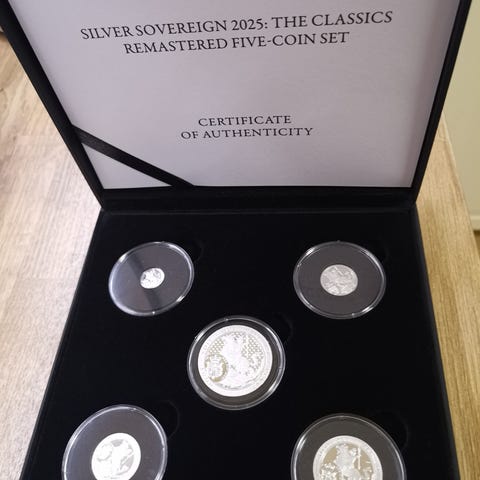 SILVER SOVEREIGN 2025: THE CLASSICS
REMASTERED FIVE-COIN SET
CERTIFICATE
OF AUTHENTICITY